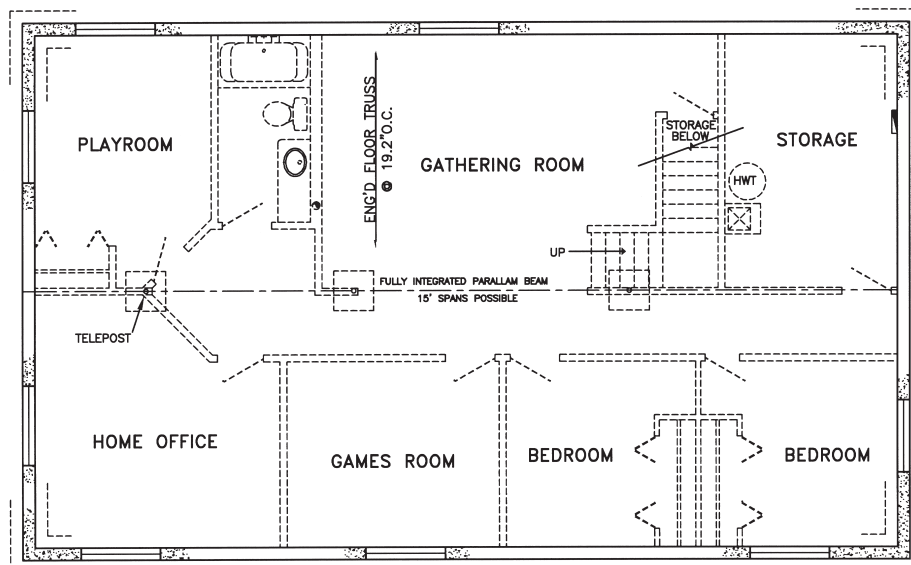 PLAYROOM
ENG'D FLOOR TRUSS
@ 19.2"O.C.
GATHERING ROOM
STORAGE
BELOW
STORAGE
HWT
UP
FULLY INTEGRATED PARALLAM BEAM
15' SPANS POSSIBLE
TELEPOST
HOME OFFICE
GAMES ROOM
BEDROOM
BEDROOM